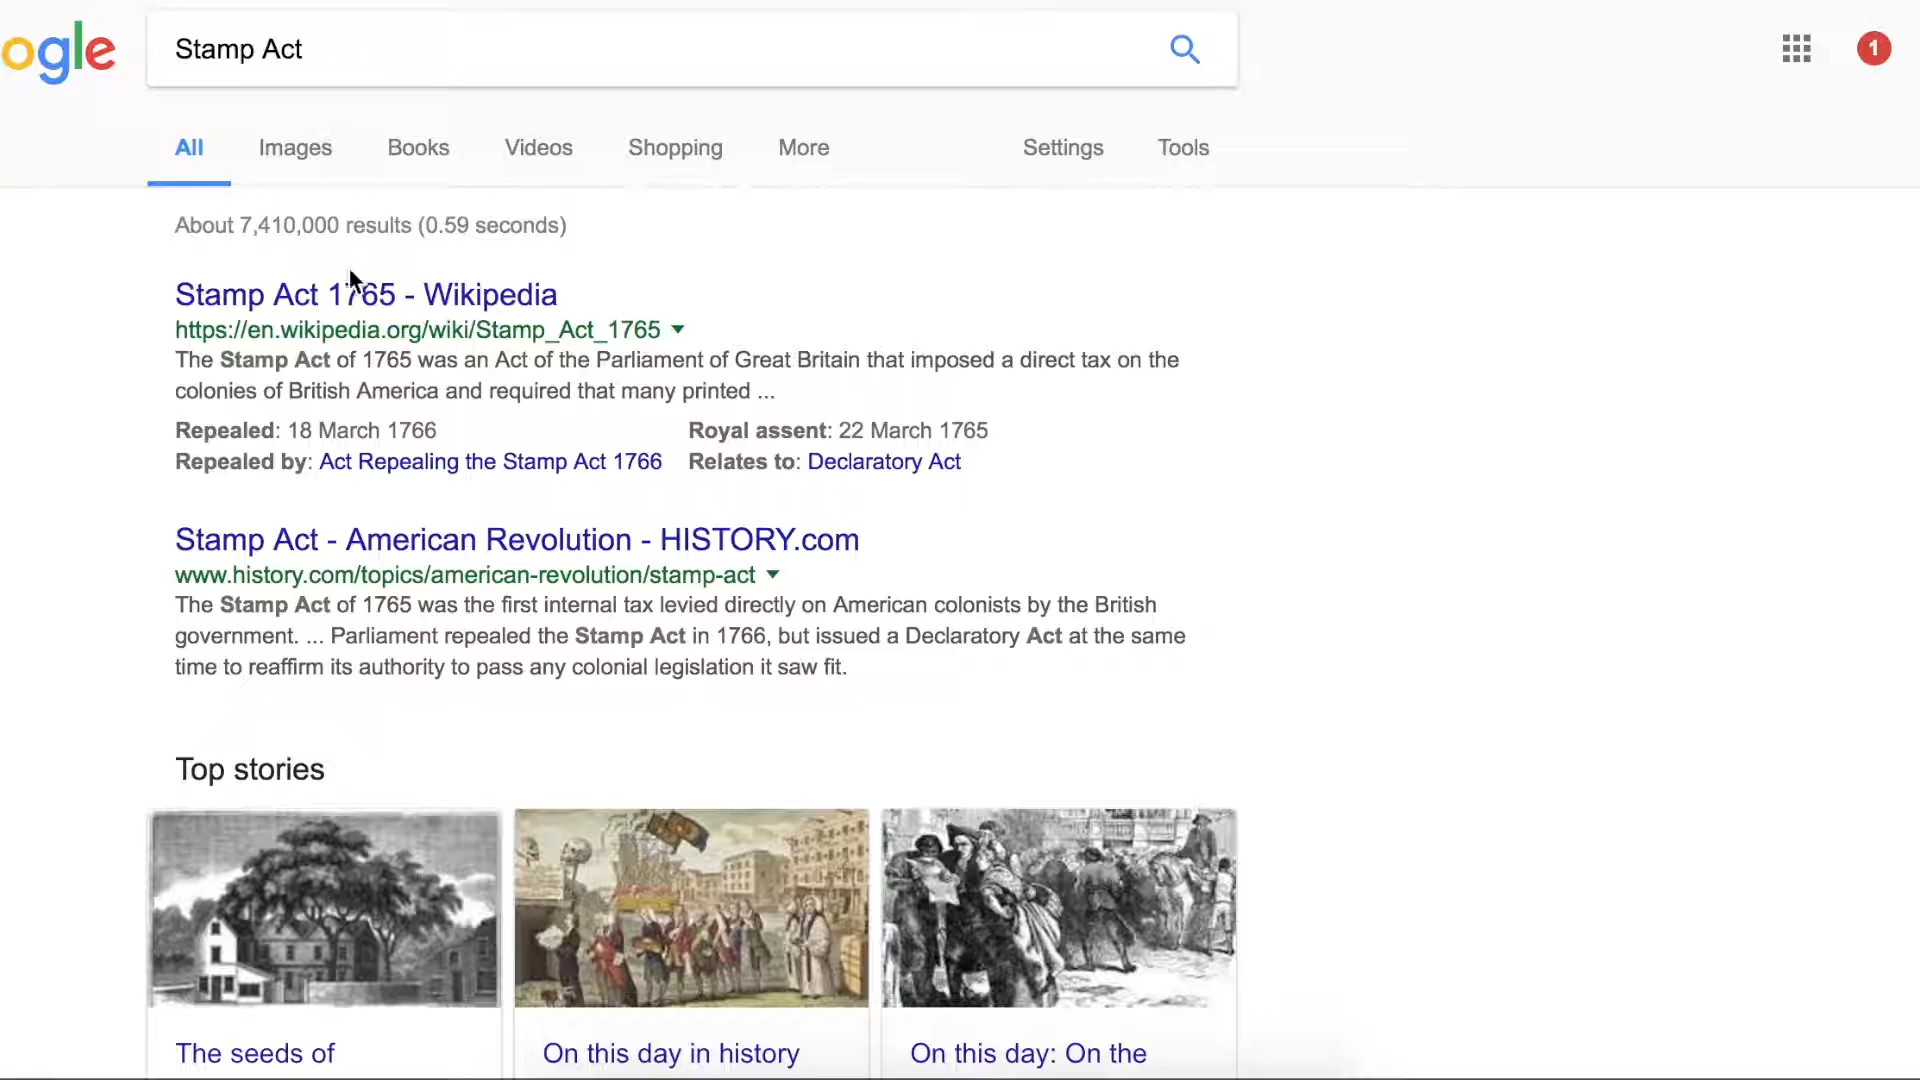 ogle
Stamp Act
1
All Images Books Videos Shopping More Settings Tools
About 7,410,000 results (0.59 seconds)
Stamp Act 1765 - Wikipedia
https://en.wikipedia.org/wiki/Stamp_Act_1765
The Stamp Act of 1765 was an Act of the Parliament of Great Britain that imposed a direct tax on the
colonies of British America and required that many printed ...
Repealed: 18 March 1766 Royal assent: 22 March 1765
Repealed by: Act Repealing the Stamp Act 1766 Relates to: Declaratory Act
Stamp Act - American Revolution - HISTORY.com
www.history.com/topics/american-revolution/stamp-act
The Stamp Act of 1765 was the first internal tax levied directly on American colonists by the British
government. ... Parliament repealed the Stamp Act in 1766, but issued a Declaratory Act at the same
time to reaffirm its authority to pass any colonial legislation it saw fit.
Top stories
The seeds of
On this day in history
On this day: On the